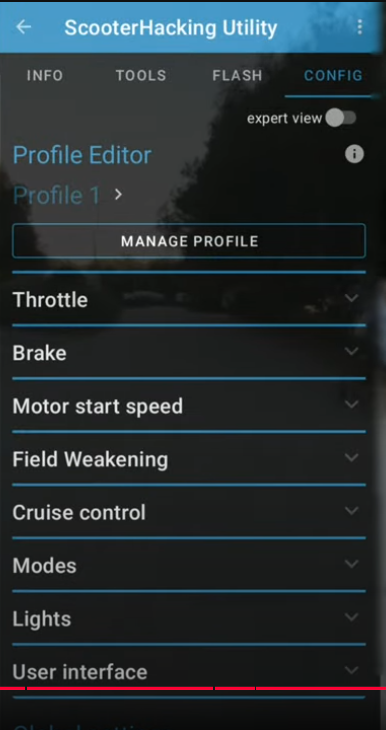 ScooterHacking Utility
INFO TOOLS FLASH CONFIG
expert view
Profile Editor
Profile 1
MANAGE PROFILE
Throttle
Brake
Motor start speed
Field Weakening
Cruise control
Modes
Lights
User interface